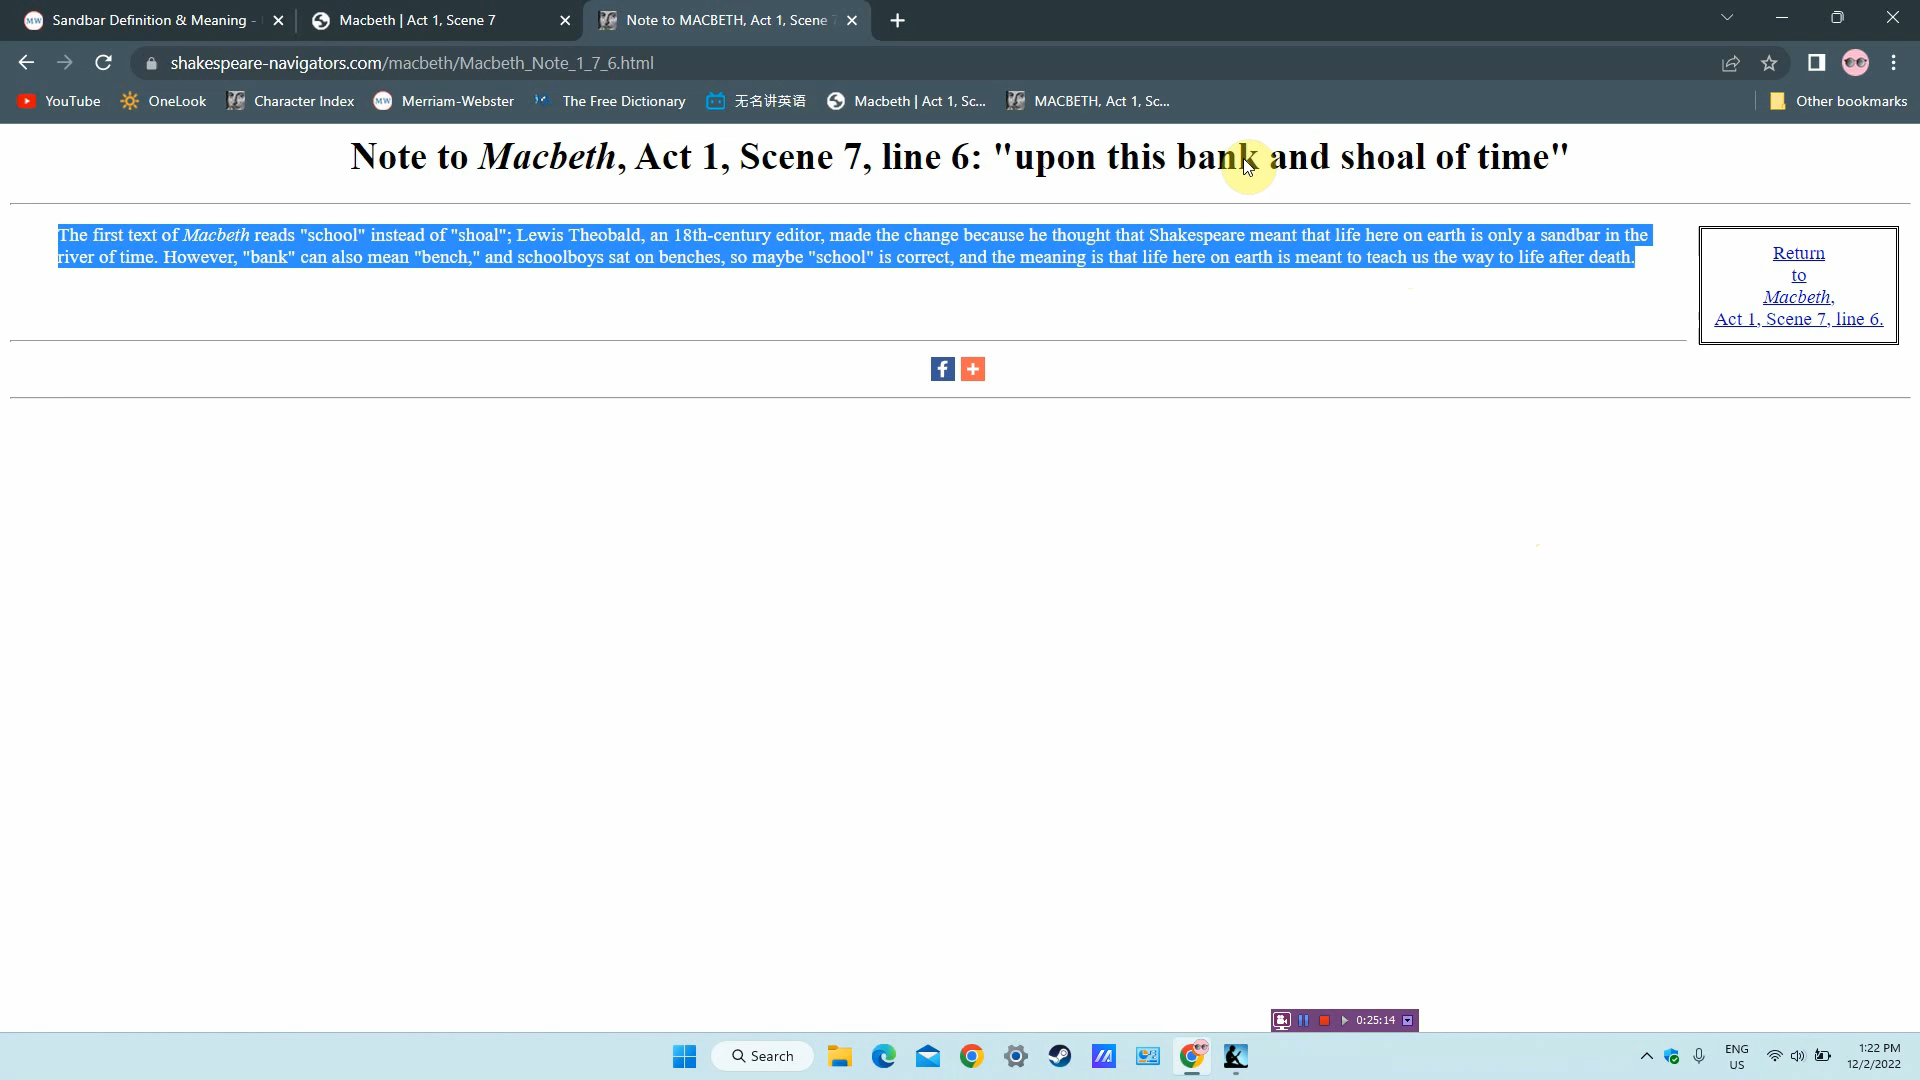 Sandbar Definition & Meaning -
Macbeth | Act 1, Scene 7
Note to MACBETH, Act 1, Scene 7
shakespeare-navigators.com/macbeth/Macbeth_Note_1_7_6.html
YouTube
OneLook
Character Index
Merriam-Webster
The Free Dictionary
无名讲英语
Macbeth | Act 1, Sc...
MACBETH, Act 1, Sc...
Other bookmarks
Note to Macbeth, Act 1, Scene 7, line 6: "upon this bank and shoal of time"
The first text of Macbeth reads "school" instead of "shoal"; Lewis Theobald, an 18th-century editor, made the change because he thought that Shakespeare meant that life here on earth is only a sandbar in the
river of time. However, "bank" can also mean "bench," and schoolboys sat on benches, so maybe "school" is correct, and the meaning is that life here on earth is meant to teach us the way to life after death.
Return
to
Macbeth,
Act 1, Scene 7, line 6.
0:25:14
Search
ENG
US
1:22 PM
12/2/2022